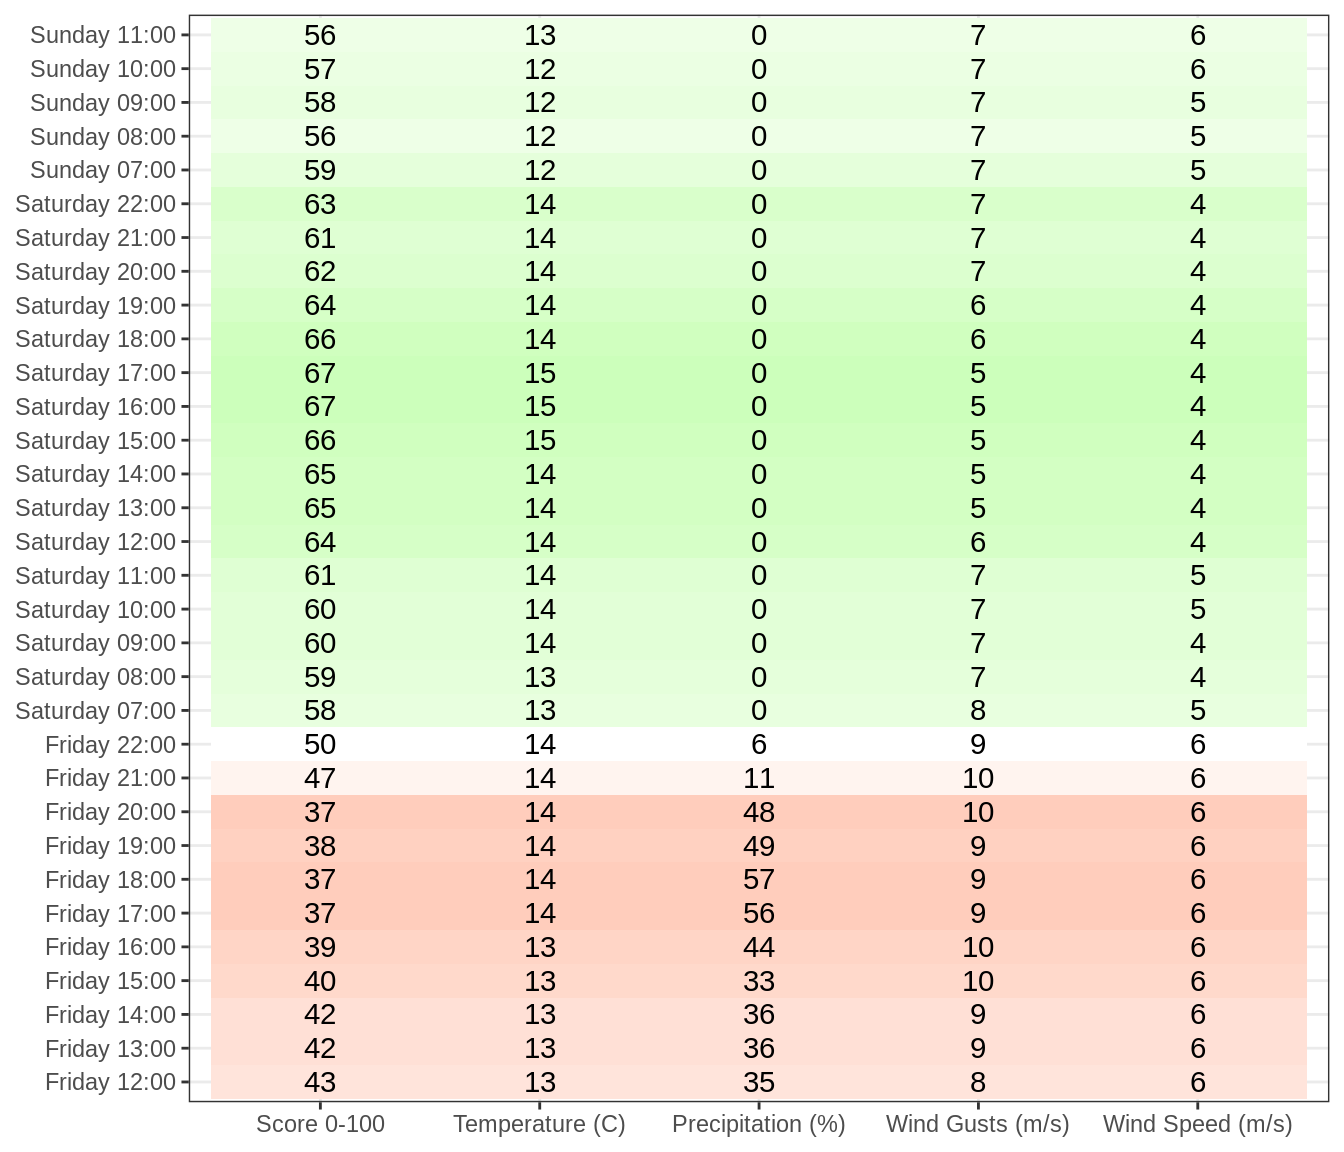 Sunday 11:00 56 13 0 7 6
Sunday 10:00 57 12 0 7 6
Sunday 09:00 58 12 0 7 5
Sunday 08:00 56 12 0 7 5
Sunday 07:00 59 12 0 7 5
Saturday 22:00 63 14 0 7 4
Saturday 21:00 61 14 0 7 4
Saturday 20:00 62 14 0 7 4
Saturday 19:00 64 14 0 6 4
Saturday 18:00 66 14 0 6 4
Saturday 17:00 67 15 0 5 4
Saturday 16:00 67 15 0 5 4
Saturday 15:00 66 15 0 5 4
Saturday 14:00 65 14 0 5 4
Saturday 13:00 65 14 0 5 4
Saturday 12:00 64 14 0 6 4
Saturday 11:00 61 14 0 7 5
Saturday 10:00 60 14 0 7 5
Saturday 09:00 60 14 0 7 4
Saturday 08:00 59 13 0 7 4
Saturday 07:00 58 13 0 8 5
Friday 22:00 50 14 6 9 6
Friday 21:00 47 14 11 10 6
Friday 20:00 37 14 48 10 6
Friday 19:00 38 14 49 9 6
Friday 18:00 37 14 57 9 6
Friday 17:00 37 14 56 9 6
Friday 16:00 39 13 44 10 6
Friday 15:00 40 13 33 10 6
Friday 14:00 42 13 36 9 6
Friday 13:00 42 13 36 9 6
Friday 12:00 43 13 35 8 6
Score 0-100 Temperature (C) Precipitation (%) Wind Gusts (m/s) Wind Speed (m/s)